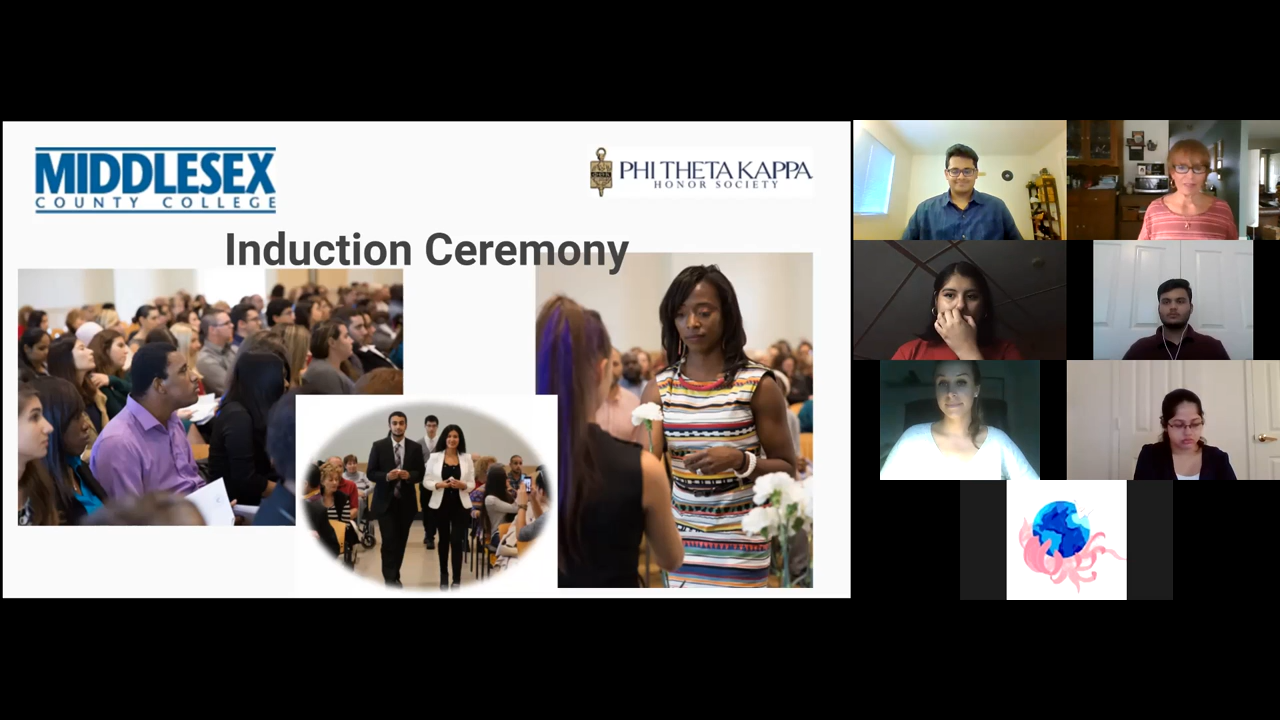 MIDDLESEX
COUNTY COLLEGE
PHI THETA KAPPA
HONOR SOCIETY
Induction Ceremony